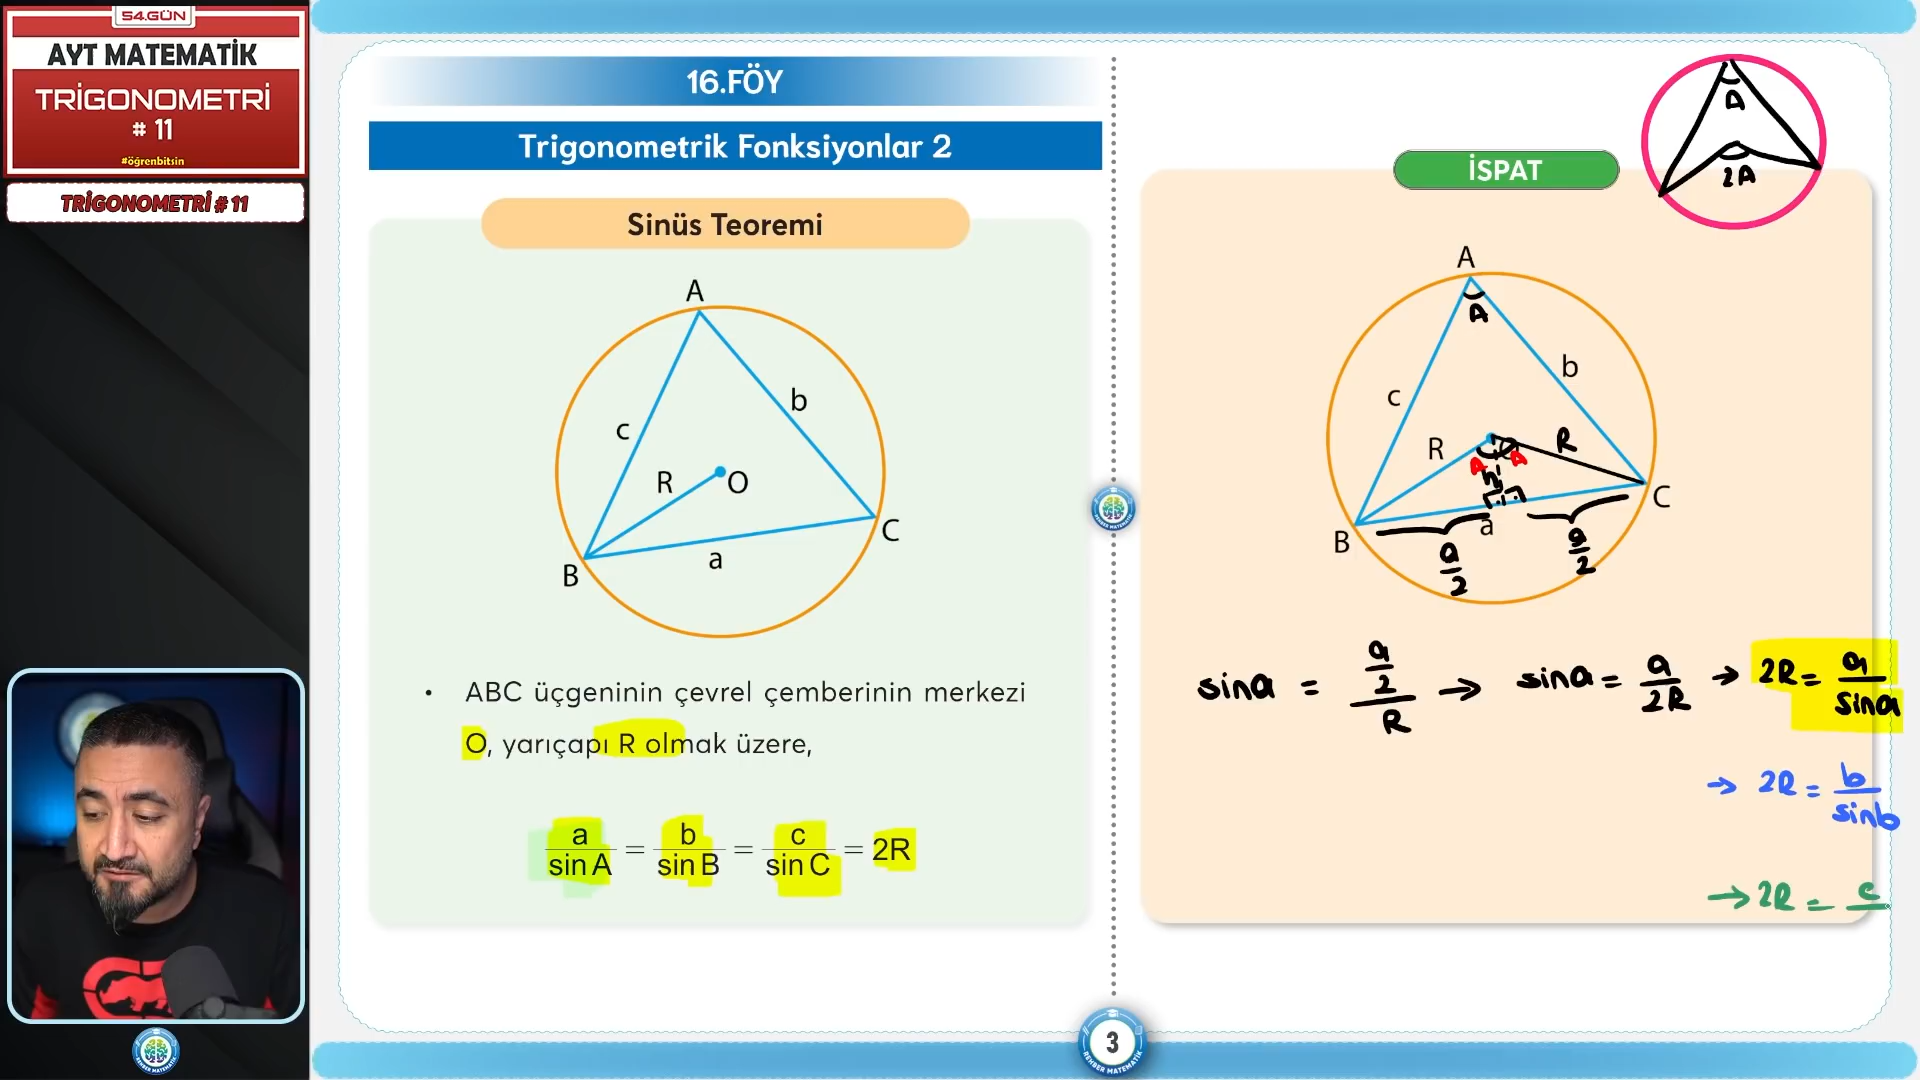 54.GÜN
AYT MATEMATİK
TRİGONOMETRİ
# 11
#öğrenbitsin
TRİGONOMETRİ # 11
16.FÖY
Trigonometrik Fonksiyonlar 2
Sinüs Teoremi
A
c
b
R
O
B
a
C
• ABC üçgeninin çevrel çemberinin merkezi
O, yarıçapı R olmak üzere,
a/sin A = b/sin B = c/sin C = 2R
İSPAT
A
2A
A
A
c
b
R
R
A
A
h
B
a
C
a/2
a/2
sina = (a/2)/R → sina = a/2R → 2R = a/sina
→ 2R = b/sinb
→ 2R = c
3
REHBER MATEMATİK